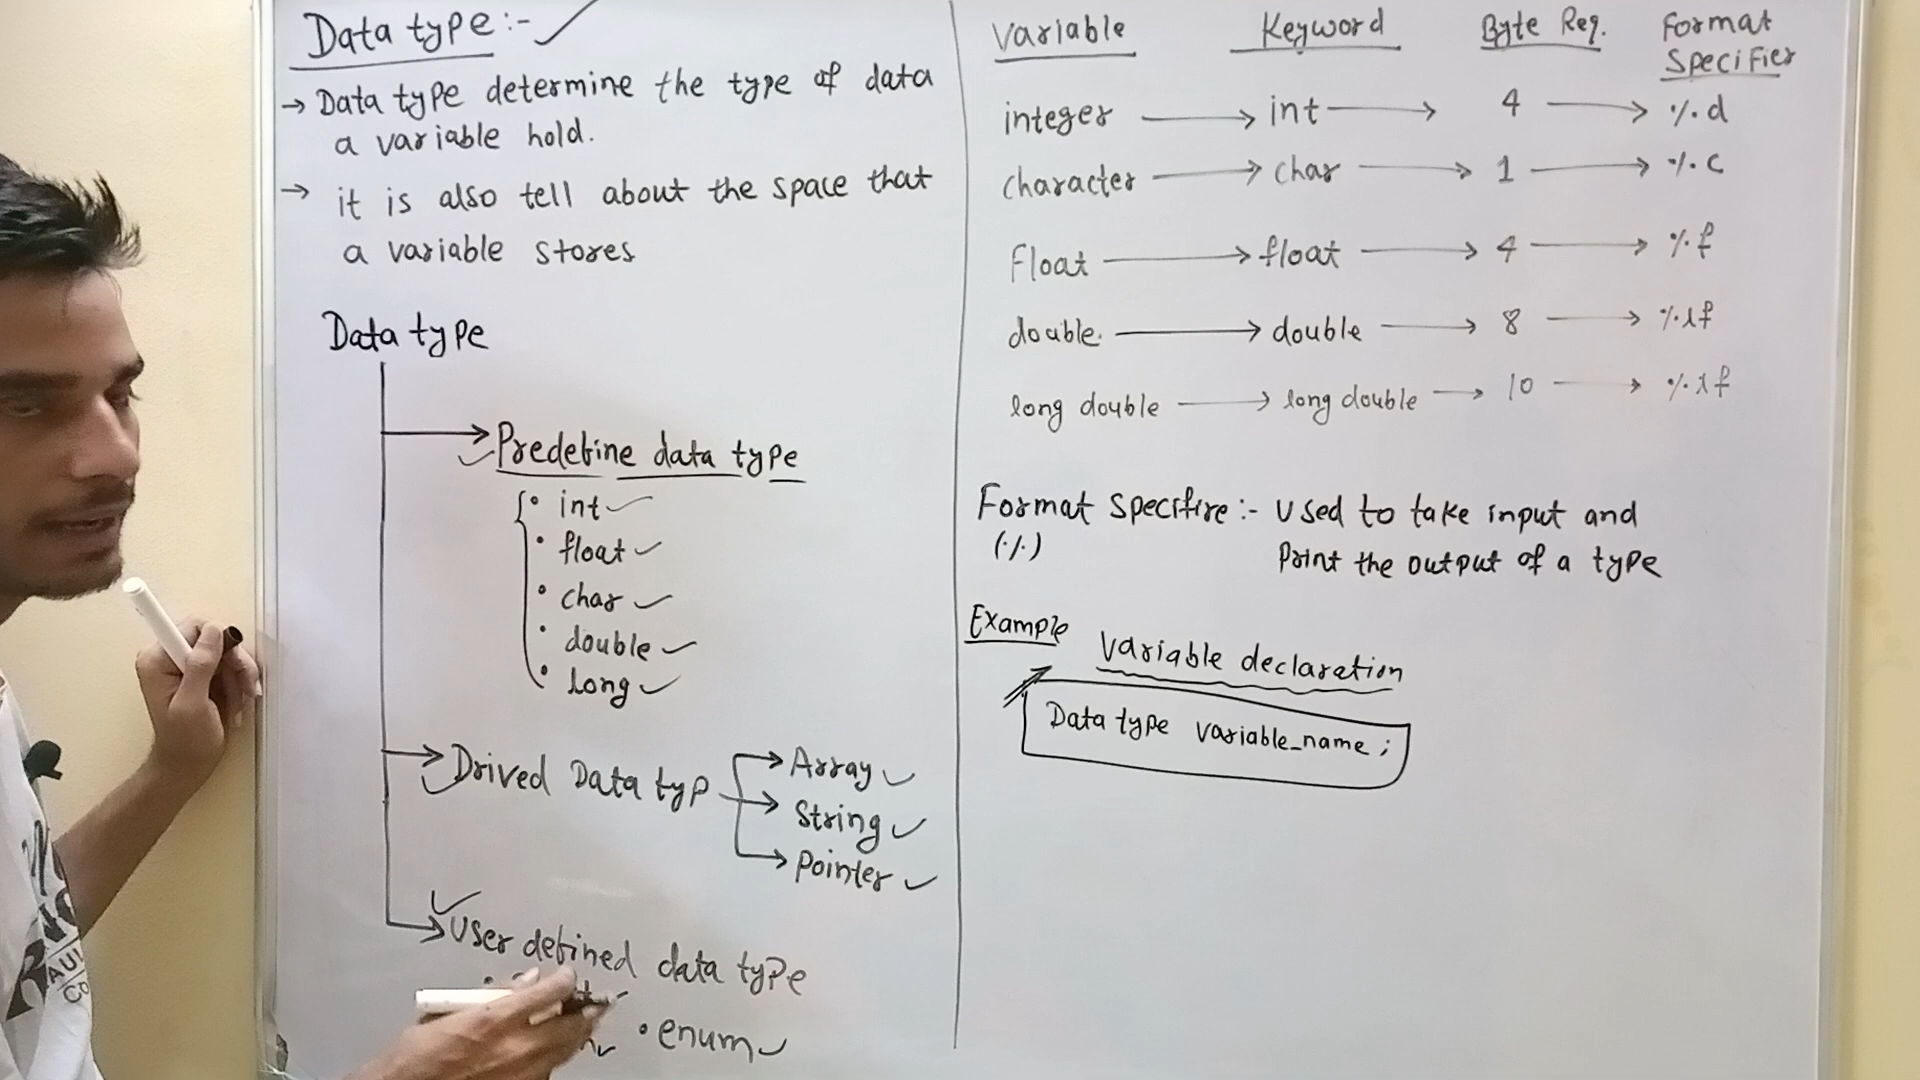 Data type :-
→ Data type determine the type of data
a variable hold.
→ it is also tell about the space that
a variable stores
Data type
Predefine data type
• int
• float
• char
• double
• long
Drived Data typ
Array
String
Pointer
User defined data type
• enum
Variable Keyword Byte Req. Format Specifier
integer → int → 4 → %d
character → char → 1 → %c
Float → float → 4 → %f
double → double → 8 → %lf
long double → long double → 10 → %lf
Format Specifire :- Used to take input and
(%) Print the output of a type
Example
Variable declaration
Data type variable_name ;